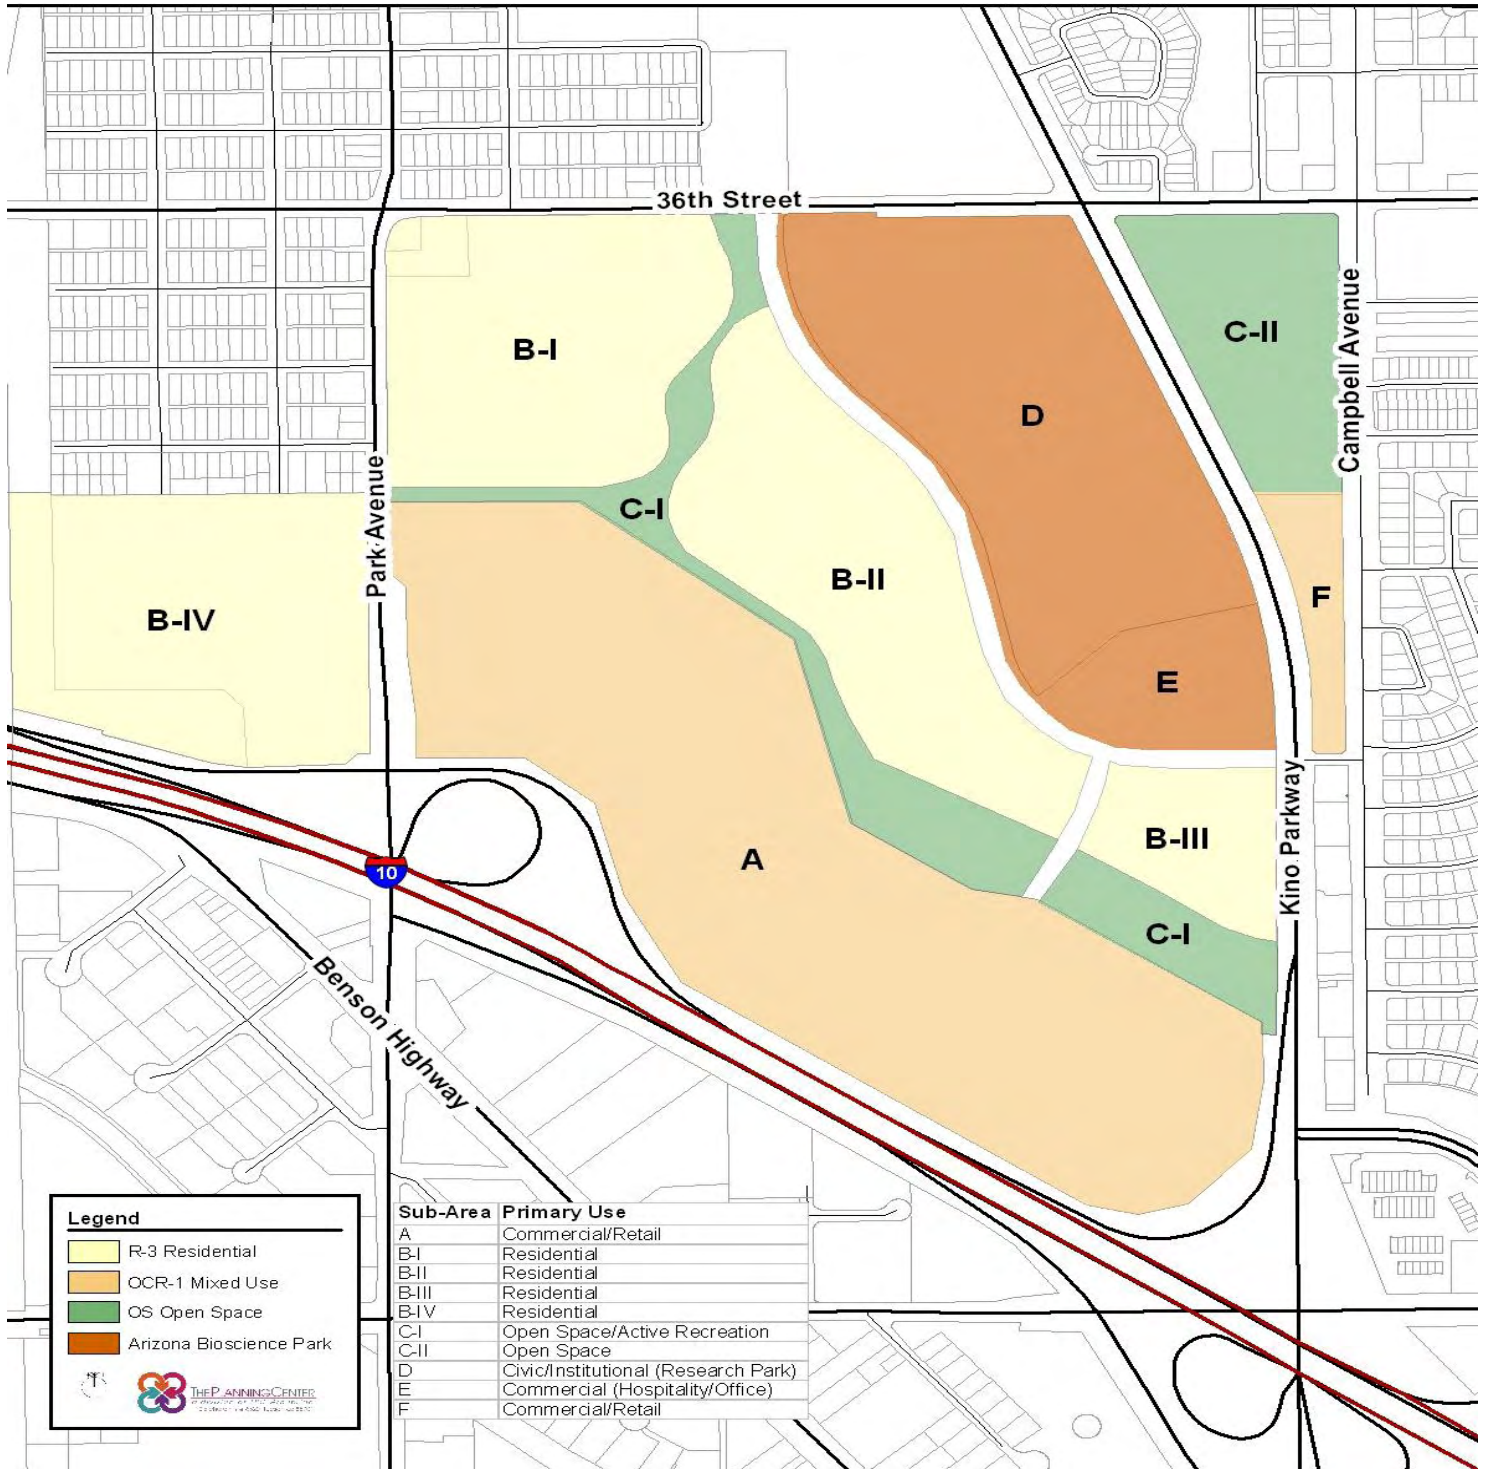 36th Street
B-I
C-II
Campbell Avenue
D
Park Avenue
C-I
B-II
F
B-IV
E
Kino Parkway
B-III
A
10
C-I
Benson Highway
Legend
R-3 Residential
OCR-1 Mixed Use
OS Open Space
Arizona Bioscience Park
THE PLANNING CENTER
Sub-Area Primary Use
A Commercial/Retail
B-I Residential
B-II Residential
B-III Residential
B-IV Residential
C-I Open Space/Active Recreation
C-II Open Space
D Civic/Institutional (Research Park)
E Commercial (Hospitality/Office)
F Commercial/Retail